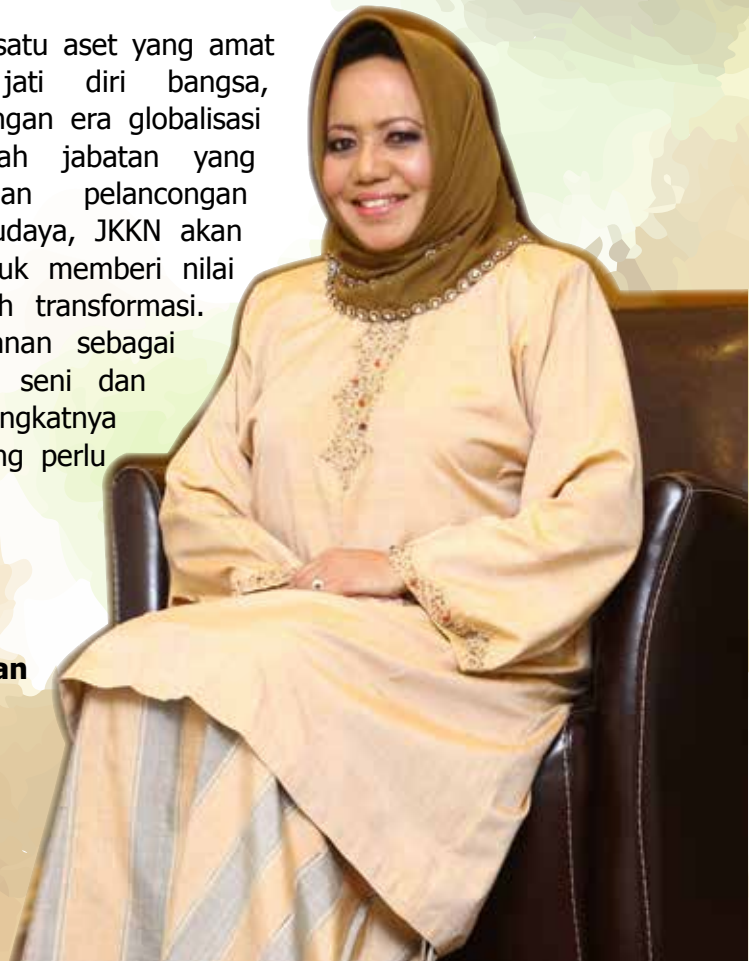 satu aset yang amat
jati diri bangsa,
ngan era globalisasi
ah jabatan yang
an pelancongan
udaya, JKKN akan
uk memberi nilai
h transformasi.
anan sebagai
seni dan
ngkatnya
ng perlu
an